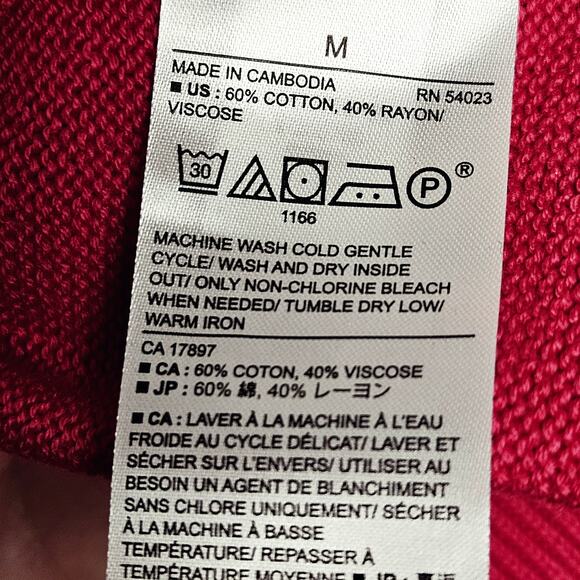 M
MADE IN CAMBODIA RN 54023
■ US : 60% COTTON, 40% RAYON/
VISCOSE
30 P ®
1166
MACHINE WASH COLD GENTLE
CYCLE/ WASH AND DRY INSIDE
OUT/ ONLY NON-CHLORINE BLEACH
WHEN NEEDED/ TUMBLE DRY LOW/
WARM IRON
CA 17897
■ CA : 60% COTON, 40% VISCOSE
■ JP : 60% 綿, 40% レーヨン
■ CA : LAVER À LA MACHINE À L'EAU
FROIDE AU CYCLE DÉLICAT/ LAVER ET
SÉCHER SUR L'ENVERS/ UTILISER AU
BESOIN UN AGENT DE BLANCHIMENT
SANS CHLORE UNIQUEMENT/ SÉCHER
À LA MACHINE À BASSE
TEMPÉRATURE/ REPASSER À
TEMPÉRATURE MOYENNE ■ JP :